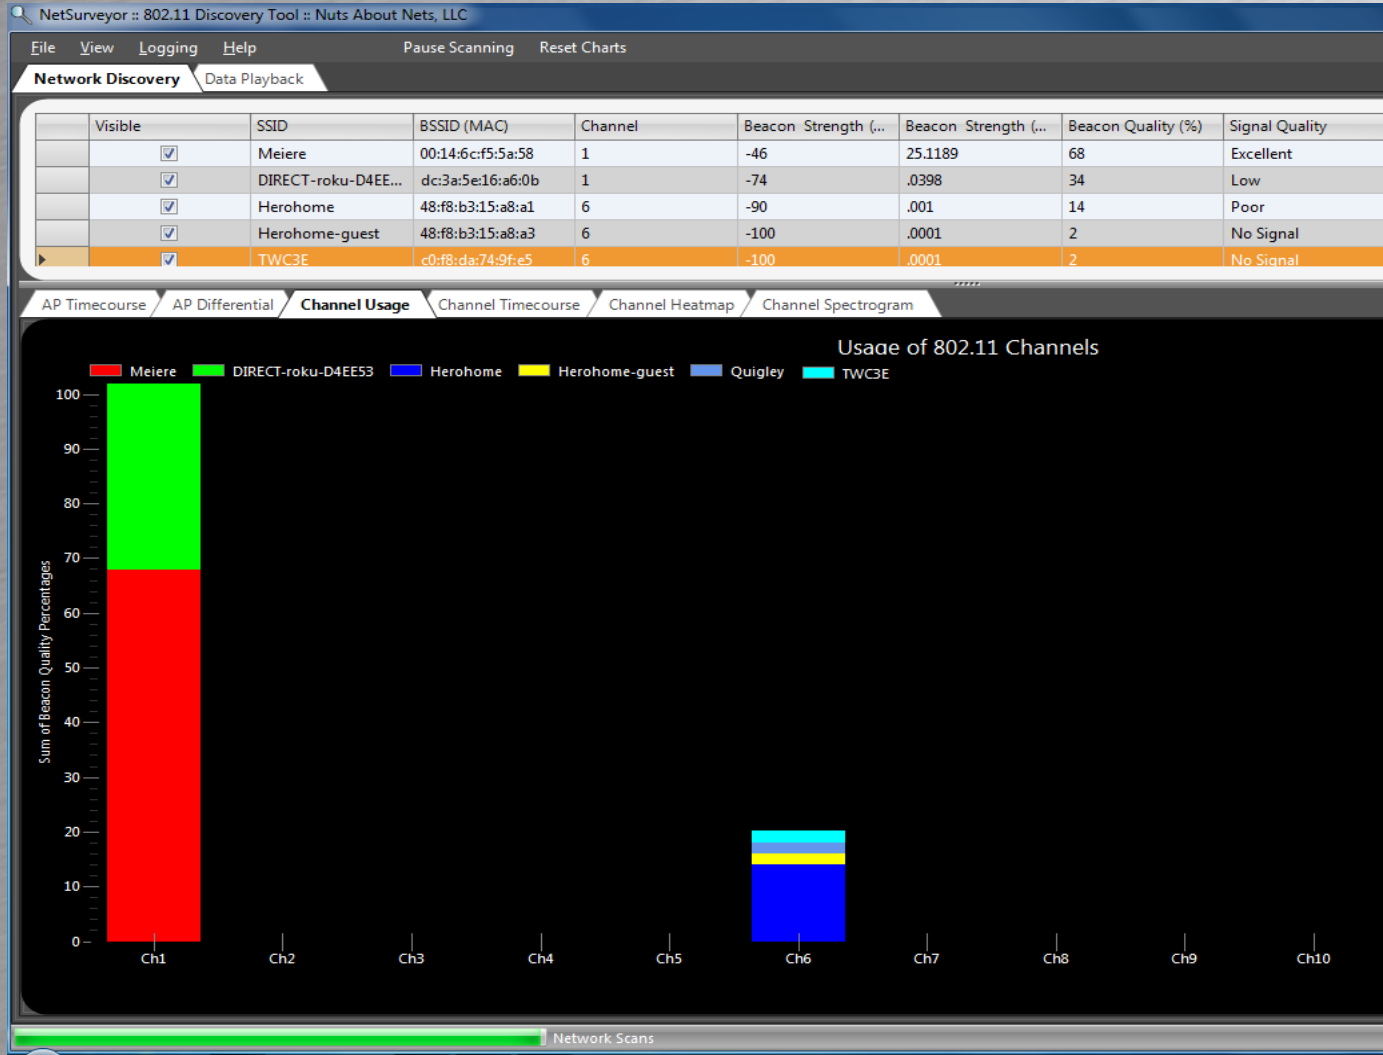 NetSurveyor :: 802.11 Discovery Tool :: Nuts About Nets, LLC
File View Logging Help Pause Scanning Reset Charts
Network Discovery Data Playback
Visible SSID BSSID (MAC) Channel Beacon Strength (... Beacon Strength (... Beacon Quality (%) Signal Quality
Meiere 00:14:6c:f5:5a:58 1 -46 25.1189 68 Excellent
DIRECT-roku-D4EE... dc:3a:5e:16:a6:0b 1 -74 .0398 34 Low
Herohome 48:f8:b3:15:a8:a1 6 -90 .001 14 Poor
Herohome-guest 48:f8:b3:15:a8:a3 6 -100 .0001 2 No Signal
TWC3E c0:f8:da:74:9f:e5 6 -100 .0001 2 No Signal
AP Timecourse AP Differential Channel Usage Channel Timecourse Channel Heatmap Channel Spectrogram
Usage of 802.11 Channels
Meiere DIRECT-roku-D4EE53 Herohome Herohome-guest Quigley TWC3E
100
90
80
70
60
50
40
30
20
10
0
Sum of Beacon Quality Percentages
Ch1 Ch2 Ch3 Ch4 Ch5 Ch6 Ch7 Ch8 Ch9 Ch10
Network Scans